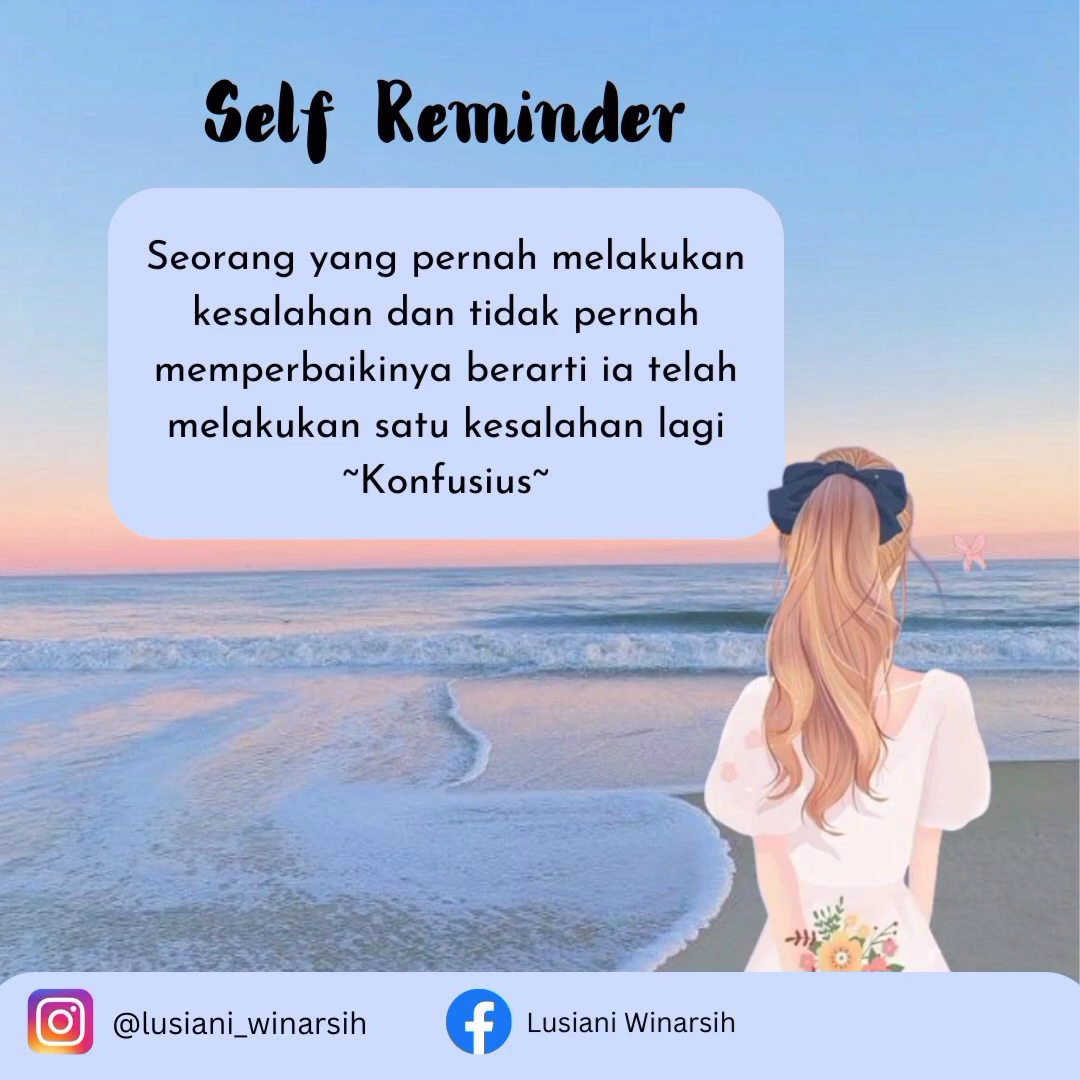 Self Reminder
Seorang yang pernah melakukan
kesalahan dan tidak pernah
memperbaikinya berarti ia telah
melakukan satu kesalahan lagi
~Konfusius~
@lusiani_winarsih
Lusiani Winarsih